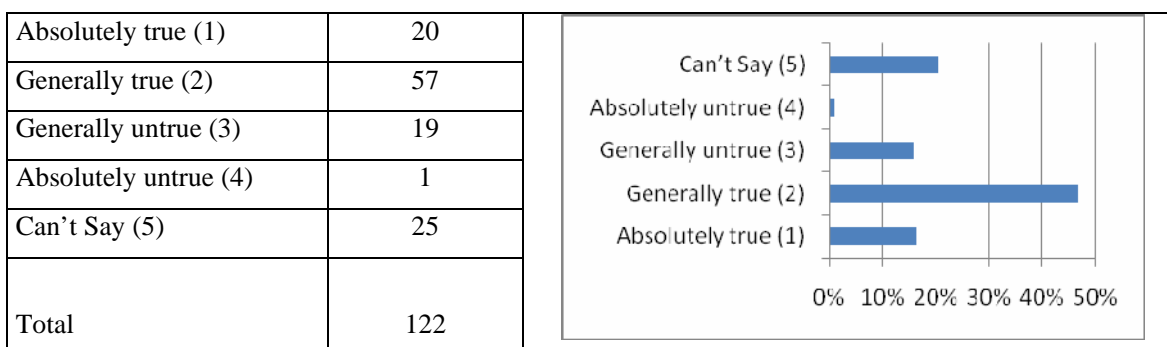 Absolutely true (1) 20
Generally true (2) 57
Generally untrue (3) 19
Absolutely untrue (4) 1
Can’t Say (5) 25
Total 122
Can’t Say (5)
Absolutely untrue (4)
Generally untrue (3)
Generally true (2)
Absolutely true (1)
0% 10% 20% 30% 40% 50%